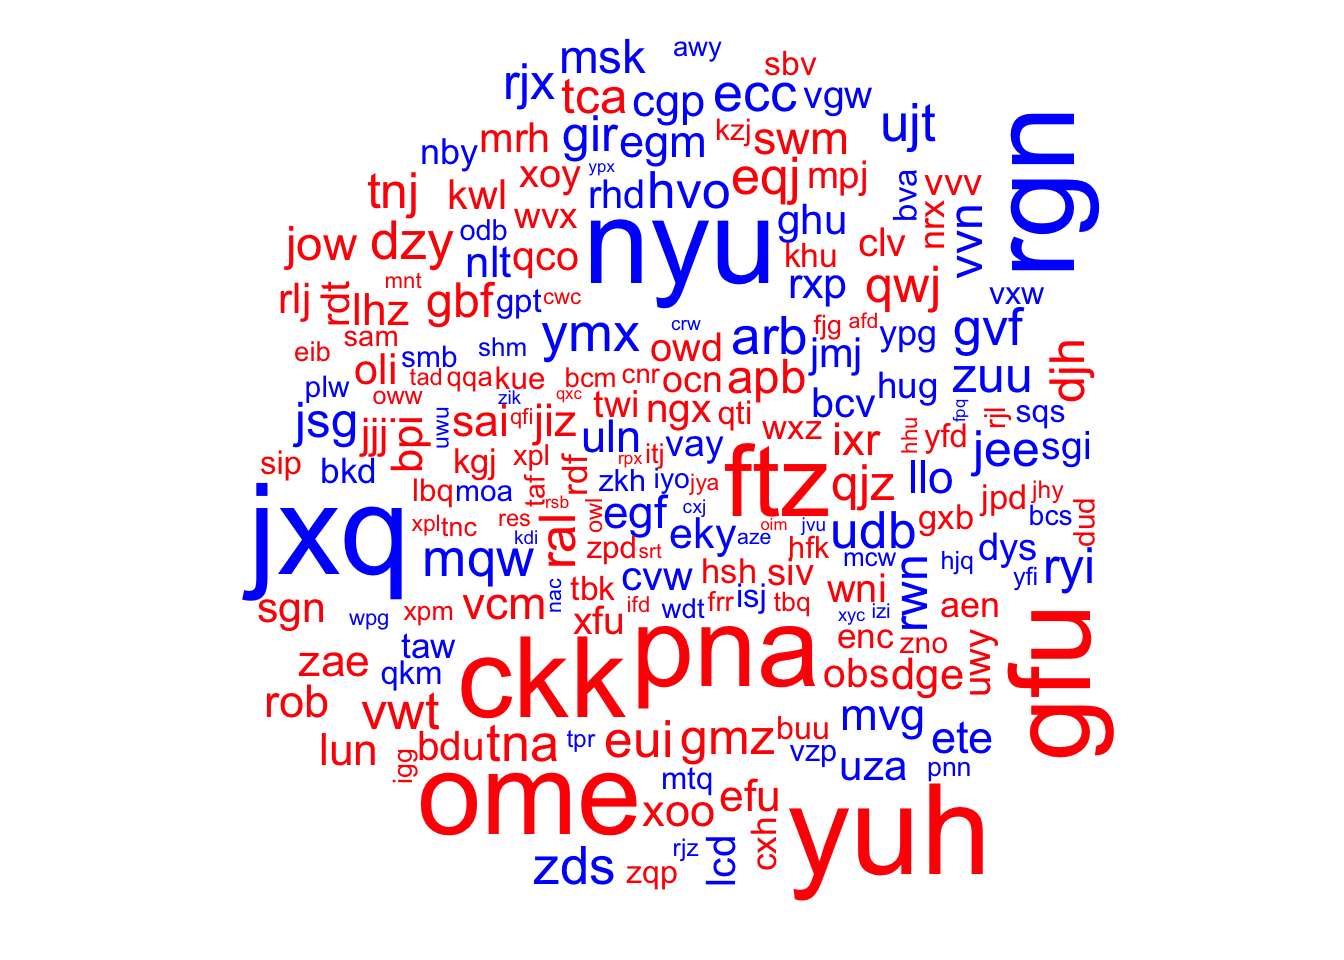 msk awy sbv
rjx tca cgp ecc vgw
nby mrh gir egm kzj swm ujt rgn
tnj kwl xoy ypx rhd hvo eqj mpj bva vvv
jow dzy odb wvx nyu ghu nrx vvn
nlt qco khu clv
rlj rdt lhz mnt gbf gpt cwc rxp qwj vxw
eib sam smb shm ymx crw owd arb fjg afd jmj ypg gvf djh
plw oli oww tad qqa kue bcm cnr ocn apb hug zuu
jsg jjj bpl uwu sai zik qfi jiz qxc twi ngx qti bcv fpq rjl sqs
sip bkd kgj xpl uln rpx itj vay wxz ixr hhu yfd jee sgi
lbq moa taf rsb rdf zkh iyo jya ftz qjz llo jpd jhy
jxq xpl tnc res kdi ral owl egf cxj oim jvu udb gxb bcs dud
mqw zpd srt eky aze hfk mcw hjq dys yfi ryi
sgn wpg xpm vcm nac tbk cvw hsh siv wni rwn aen
xfu ifd wdt frr isj tbq xyc izi
zae taw qkm ckk pna enc zno obs dge uwy gfu
rob vwt mvg
lun igg bdu tna tpr eui gmz buu vzp uza ete pnn
ome mtq xoo efu yuh
zds zqp rjz lcd cxh